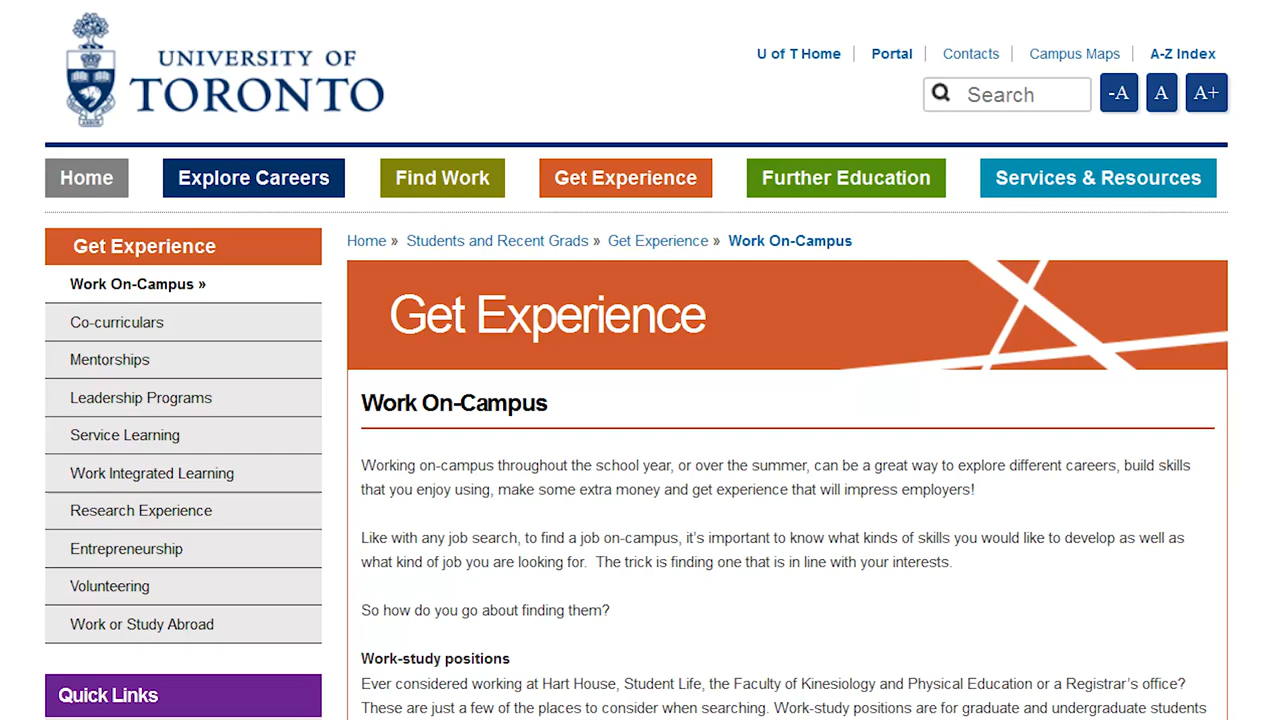 UNIVERSITY OF
TORONTO
U of T Home
Portal
Contacts
Campus Maps
A-Z Index
Search
-A
A
A+
Home
Explore Careers
Find Work
Get Experience
Further Education
Services & Resources
Get Experience
Work On-Campus »
Co-curriculars
Mentorships
Leadership Programs
Service Learning
Work Integrated Learning
Research Experience
Entrepreneurship
Volunteering
Work or Study Abroad
Quick Links
Home » Students and Recent Grads » Get Experience » Work On-Campus
Get Experience
Work On-Campus
Working on-campus throughout the school year, or over the summer, can be a great way to explore different careers, build skills
that you enjoy using, make some extra money and get experience that will impress employers!
Like with any job search, to find a job on-campus, it’s important to know what kinds of skills you would like to develop as well as
what kind of job you are looking for. The trick is finding one that is in line with your interests.
So how do you go about finding them?
Work-study positions
Ever considered working at Hart House, Student Life, the Faculty of Kinesiology and Physical Education or a Registrar’s office?
These are just a few of the places to consider when searching. Work-study positions are for graduate and undergraduate students